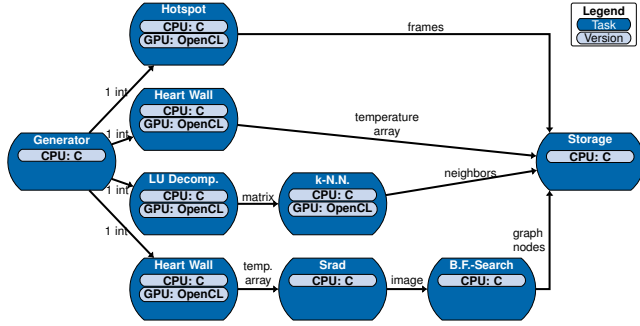 Hotspot
CPU: C
GPU: OpenCL
frames
Legend
Task
Version
1 int
Heart Wall
CPU: C
GPU: OpenCL
temperature
array
1 int
Generator
CPU: C
Storage
CPU: C
1 int
LU Decomp.
CPU: C
GPU: OpenCL
matrix
k-N.N.
CPU: C
GPU: OpenCL
neighbors
1 int
Heart Wall
CPU: C
GPU: OpenCL
temp.
array
Srad
CPU: C
image
B.F.-Search
CPU: C
graph
nodes